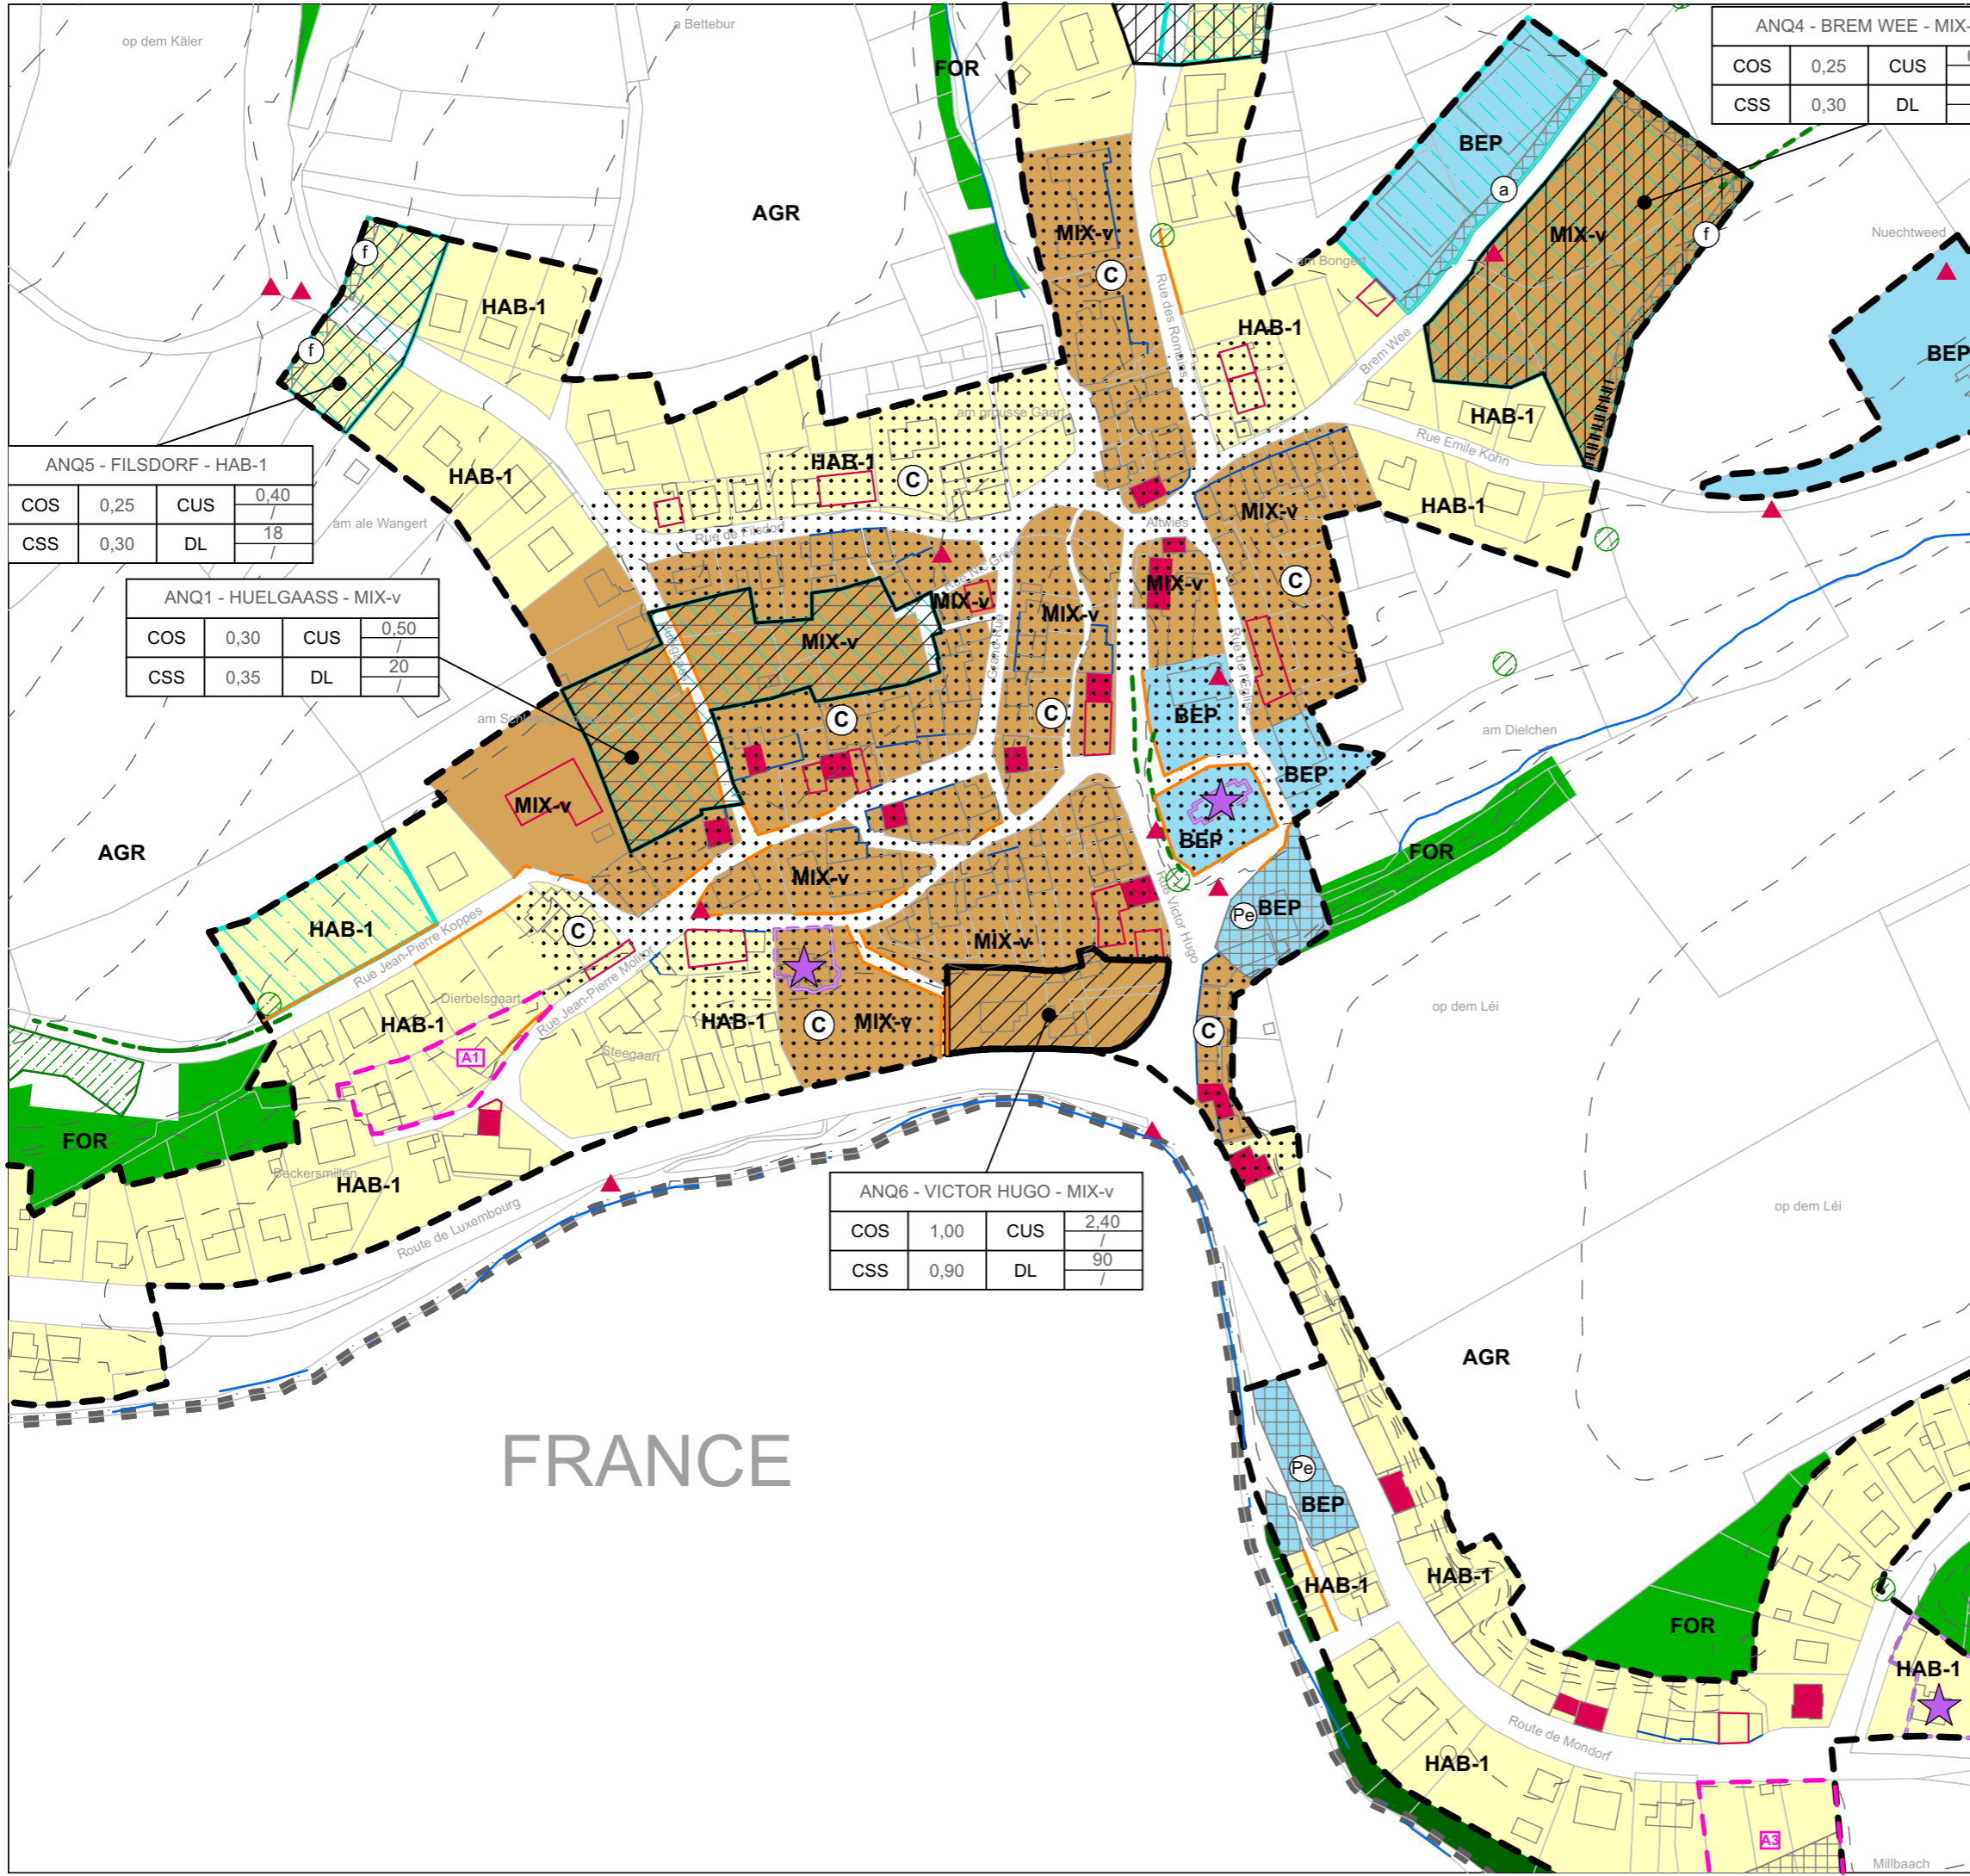 op dem Käler
a Bettebur
ANQ4 - BREM WEE - MIX-
COS 0,25 CUS
CSS 0,30 DL
FOR
BEP
a
AGR
MIX-v
MIX-v
f
Nuechtweed
f
C
am Bongert
HAB-1
Rue des Romains
HAB-1
Brem Wee
BEP
f
am grousse Gaart
HAB-1
Rue Emile Kohn
HAB-1
C
HAB-1
HAB-1
ANQ5 - FILSDORF - HAB-1
COS 0,25 CUS 0,40
/
CSS 0,30 DL 18
/
am ale Wangert
Rue de Filsdorf
Altwies
MIX-v
C
ANQ1 - HUELGAASS - MIX-v
COS 0,30 CUS 0,50
/
CSS 0,35 DL 20
/
MIX-v
MIX-v
MIX-v
MIX-v
Grand-Rue
Rue de l'Eglise
C
C
BEP
am Dielchen
BEP
MIX-v
AGR
BEP
FOR
MIX-v
HAB-1
C
Pe
BEP
Rue Victor Hugo
MIX-v
Rue Jean-Pierre Koppes
Rue Jean-Pierre Molitor
Dierbelsgaart
op dem Léi
HAB-1
HAB-1
C
MIX-v
C
A1
Steegaart
FOR
Beckersmillen
HAB-1
ANQ6 - VICTOR HUGO - MIX-v
COS 1,00 CUS 2,40
/
CSS 0,90 DL 90
/
op dem Léi
Route de Luxembourg
AGR
FRANCE
Pe
BEP
HAB-1
HAB-1
FOR
HAB-1
Route de Mondorf
HAB-1
A3
Millbaach